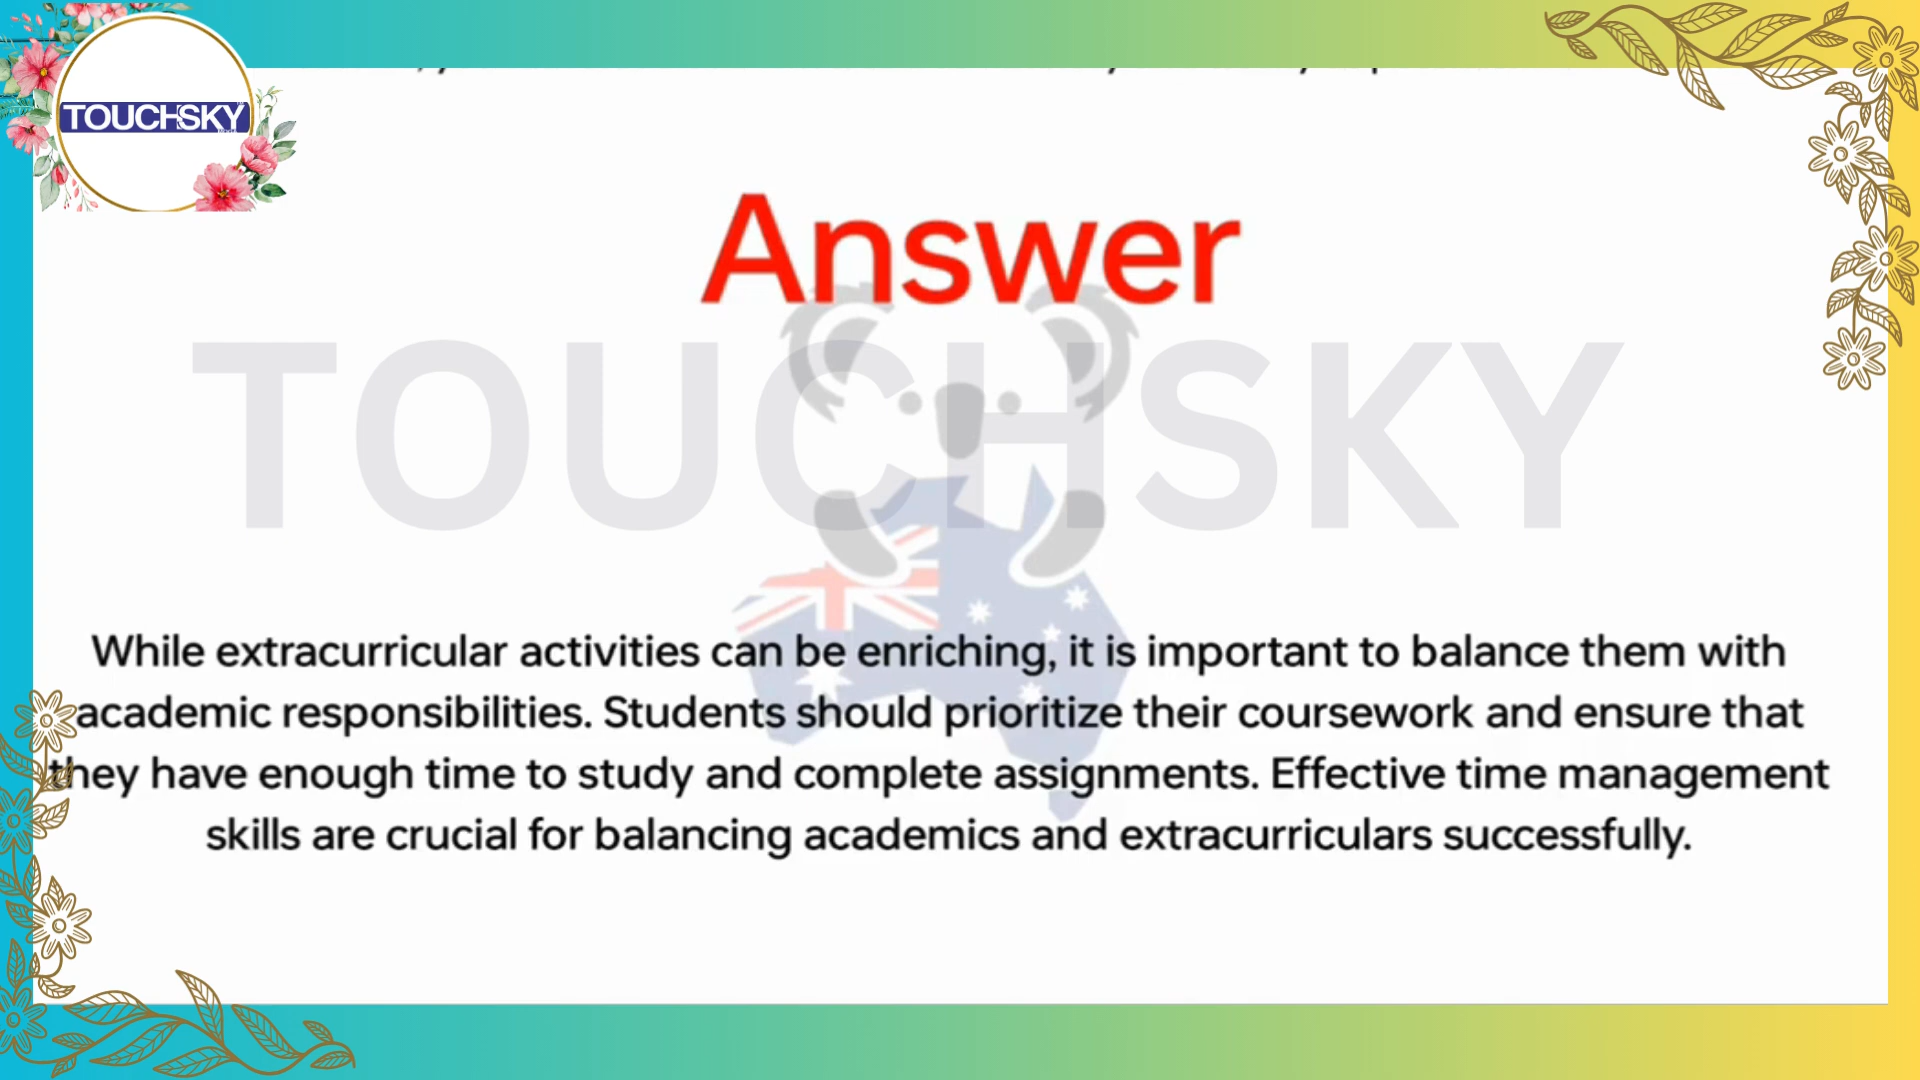 TOUCHSKY
Answer
TOUCHSKY
While extracurricular activities can be enriching, it is important to balance them with
academic responsibilities. Students should prioritize their coursework and ensure that
they have enough time to study and complete assignments. Effective time management
skills are crucial for balancing academics and extracurriculars successfully.